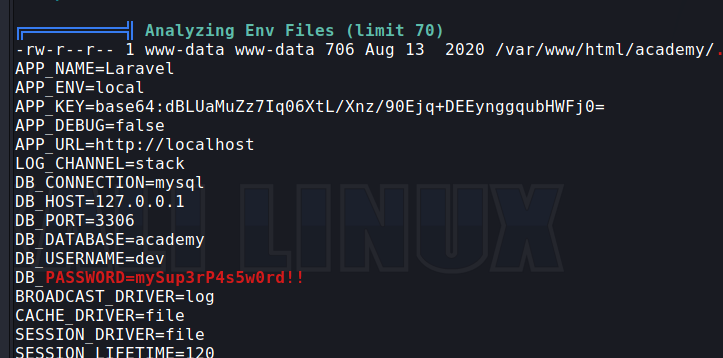 Analyzing Env Files (limit 70)
-rw-r--r-- 1 www-data www-data 706 Aug 13  2020 /var/www/html/academy/.
APP_NAME=Laravel
APP_ENV=local
APP_KEY=base64:dBLUaMuZz7Iq06XtL/Xnz/90Ejq+DEEynggqubHWFj0=
APP_DEBUG=false
APP_URL=http://localhost
LOG_CHANNEL=stack
DB_CONNECTION=mysql
DB_HOST=127.0.0.1
DB_PORT=3306
DB_DATABASE=academy
DB_USERNAME=dev
DB_PASSWORD=mySup3rP4s5w0rd!!
BROADCAST_DRIVER=log
CACHE_DRIVER=file
SESSION_DRIVER=file
SESSION_LIFETIME=120
LINUX